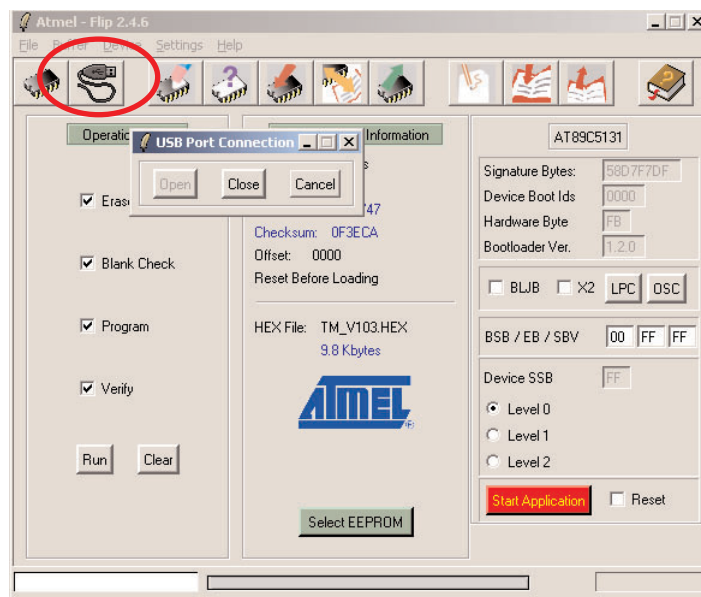 Atmel - Flip 2.4.6
File Buffer Device Settings Help
USB Port Connection
Open Close Cancel
Information
Blank Check
Program
Verify
Run Clear
Checksum: 0F3ECA
Offset: 0000
Reset Before Loading
HEX File: TM_V103.HEX
9.8 Kbytes
ATMEL
Select EEPROM
AT89C5131
Signature Bytes: 58D7F7DF
Device Boot Ids 0000
Hardware Byte FB
Bootloader Ver. 1.2.0
BLJB X2 LPC OSC
BSB / EB / SBV 00 FF FF
Device SSB FF
Level 0
Level 1
Level 2
Start Application Reset